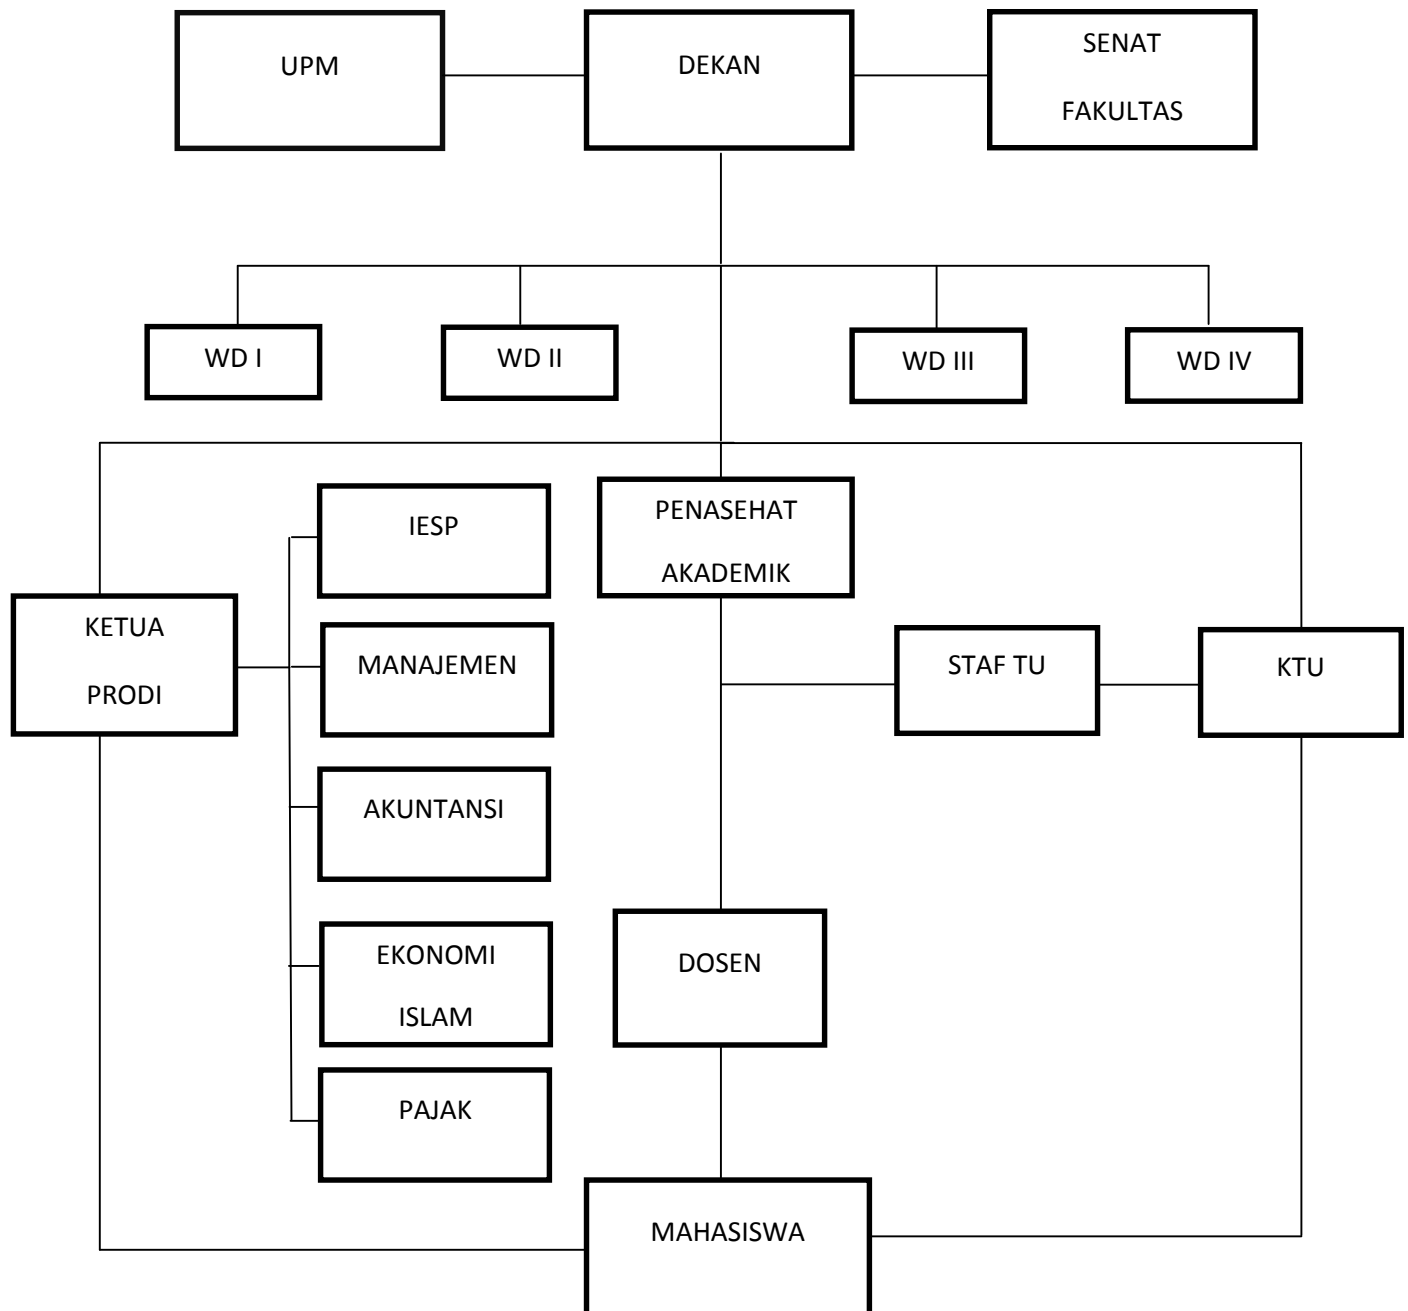 UPM
DEKAN
SENAT
FAKULTAS
WD I
WD II
WD III
WD IV
IESP
PENASEHAT
AKADEMIK
KETUA
PRODI
MANAJEMEN
STAF TU
KTU
AKUNTANSI
EKONOMI
ISLAM
DOSEN
PAJAK
MAHASISWA